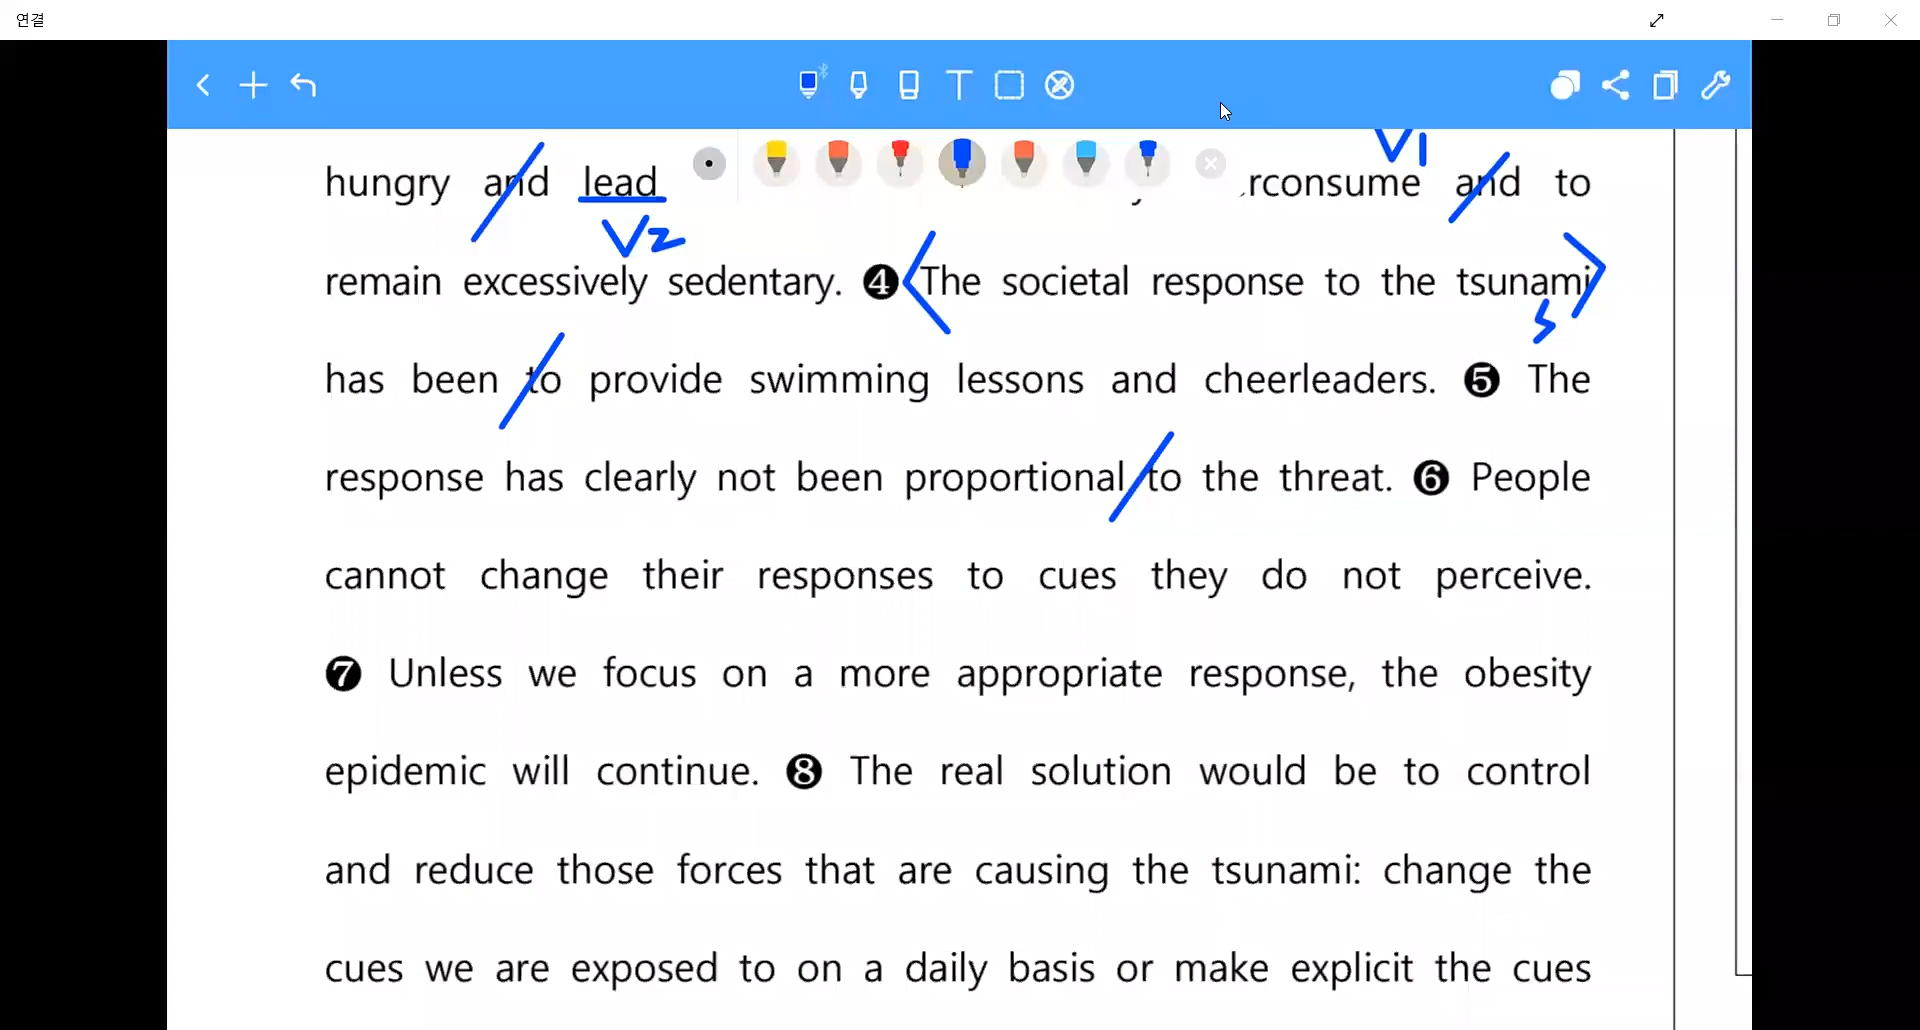 연결
V1
hungry and lead rconsume and to
V2
remain excessively sedentary. ❹ The societal response to the tsunami
S
has been to provide swimming lessons and cheerleaders. ❺ The
response has clearly not been proportional to the threat. ❻ People
cannot change their responses to cues they do not perceive.
❼ Unless we focus on a more appropriate response, the obesity
epidemic will continue. ❽ The real solution would be to control
and reduce those forces that are causing the tsunami: change the
cues we are exposed to on a daily basis or make explicit the cues